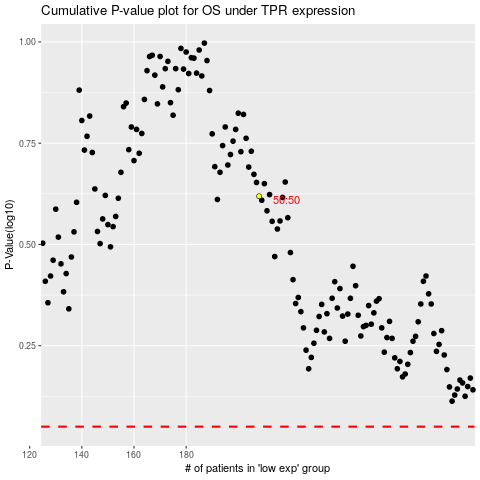 Cumulative P-value plot for OS under TPR expression
1.00
0.75
0.50
0.25
P-Value(log10)
50:50
120 140 160 180
# of patients in 'low exp' group